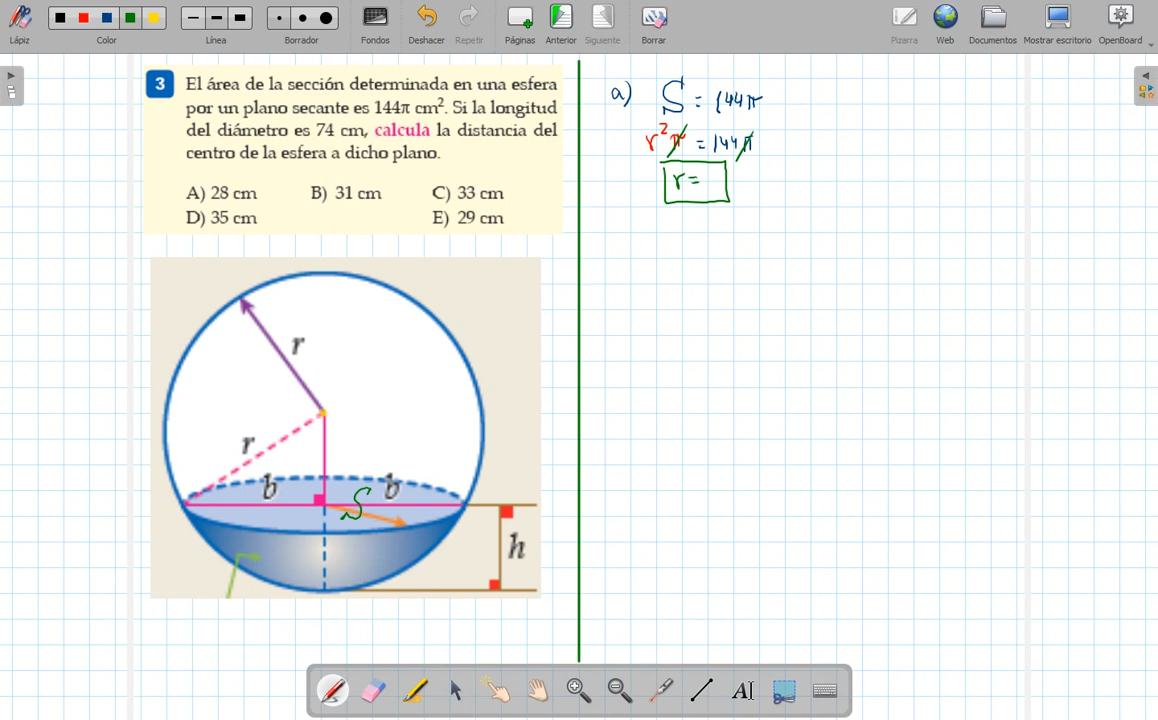 Lápiz
Color
Línea
Borrador
Fondos
Deshacer
Repetir
Páginas
Anterior
Siguiente
Borrar
Pizarra
Web
Documentos
Mostrar escritorio
OpenBoard
3
El área de la sección determinada en una esfera
por un plano secante es 144π cm². Si la longitud
del diámetro es 74 cm, calcula la distancia del
centro de la esfera a dicho plano.
A) 28 cm B) 31 cm C) 33 cm
D) 35 cm E) 29 cm
r
r
b
b
S
h
a) S = 144π
r²π = 144π
r =
AI